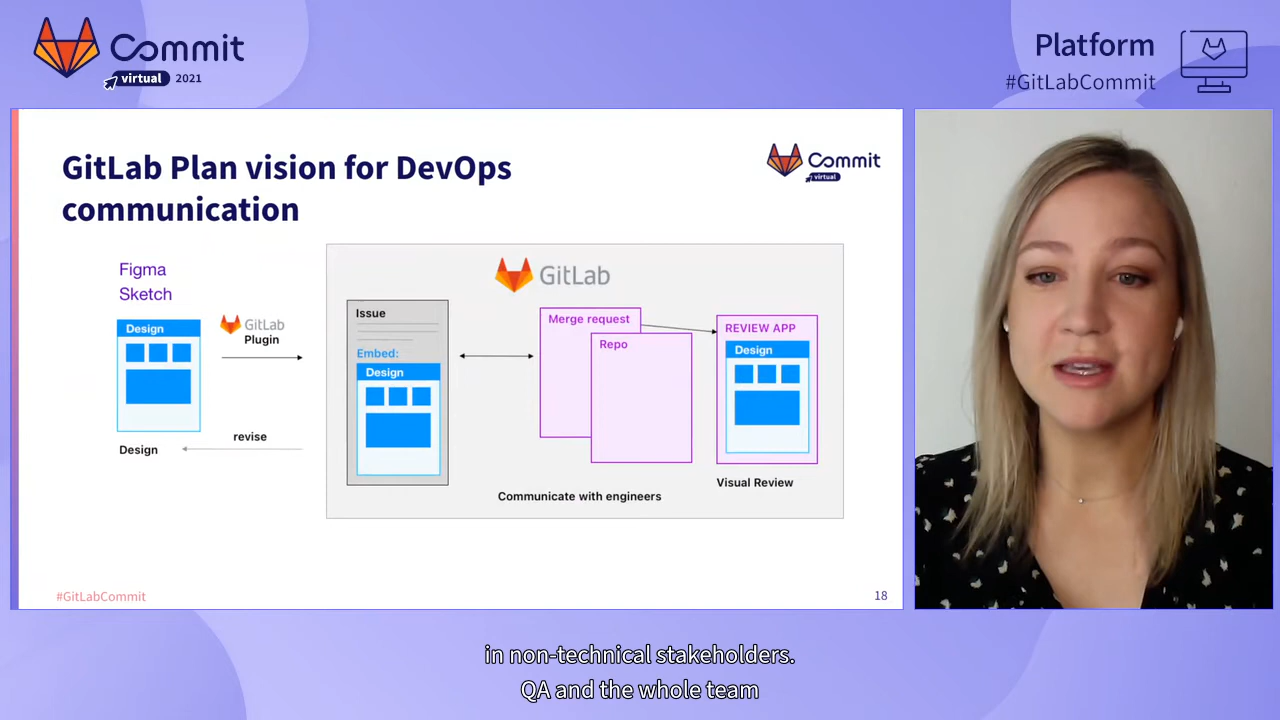 Commit
virtual 2021
Platform
#GitLabCommit
GitLab Plan vision for DevOps
communication
Commit
virtual
Figma
Sketch
Design
GitLab
Plugin
revise
Design
GitLab
Issue
Embed:
Design
Merge request
Repo
REVIEW APP
Design
Visual Review
Communicate with engineers
#GitLabCommit
18
in non-technical stakeholders.
QA and the whole team